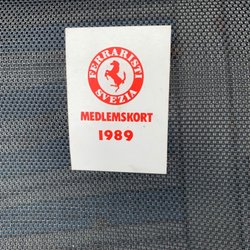 FERRARISTI
SVEZIA
MEDLEMSKORT
1989